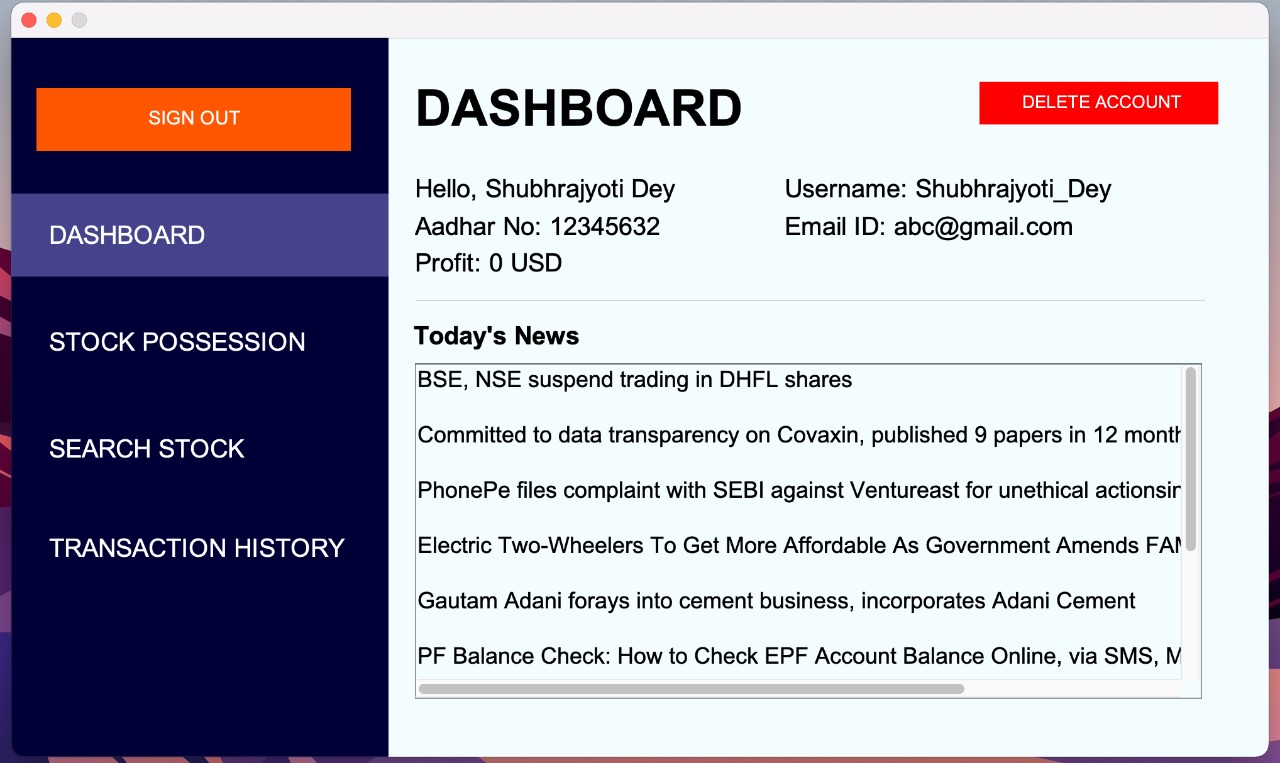 SIGN OUT
DASHBOARD
STOCK POSSESSION
SEARCH STOCK
TRANSACTION HISTORY
DASHBOARD
DELETE ACCOUNT
Hello, Shubhrajyoti Dey
Username: Shubhrajyoti_Dey
Aadhar No: 12345632
Email ID: abc@gmail.com
Profit: 0 USD
Today's News
BSE, NSE suspend trading in DHFL shares
Committed to data transparency on Covaxin, published 9 papers in 12 month
PhonePe files complaint with SEBI against Ventureast for unethical actionsin
Electric Two-Wheelers To Get More Affordable As Government Amends
Gautam Adani forays into cement business, incorporates Adani Cement
PF Balance Check: How to Check EPF Account Balance Online, via SMS,